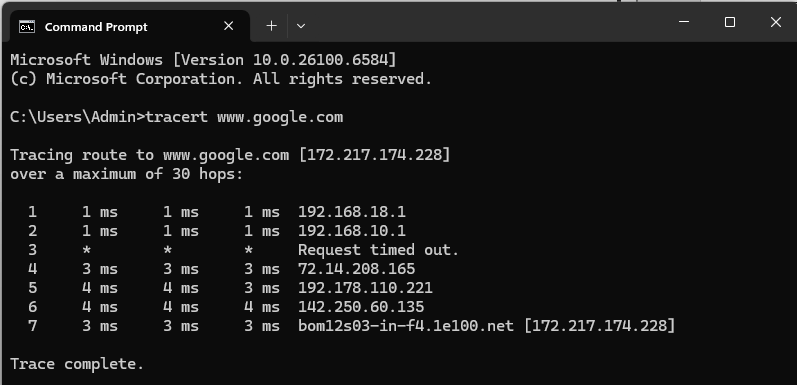 Command Prompt
Microsoft Windows [Version 10.0.26100.6584]
(c) Microsoft Corporation. All rights reserved.
C:\Users\Admin>tracert www.google.com
Tracing route to www.google.com [172.217.174.228]
over a maximum of 30 hops:
1 1 ms 1 ms 1 ms 192.168.18.1
2 1 ms 1 ms 1 ms 192.168.10.1
3 * * * Request timed out.
4 3 ms 3 ms 3 ms 72.14.208.165
5 4 ms 4 ms 3 ms 192.178.110.221
6 4 ms 4 ms 4 ms 142.250.60.135
7 3 ms 3 ms 3 ms bom12s03-in-f4.1e100.net [172.217.174.228]
Trace complete.